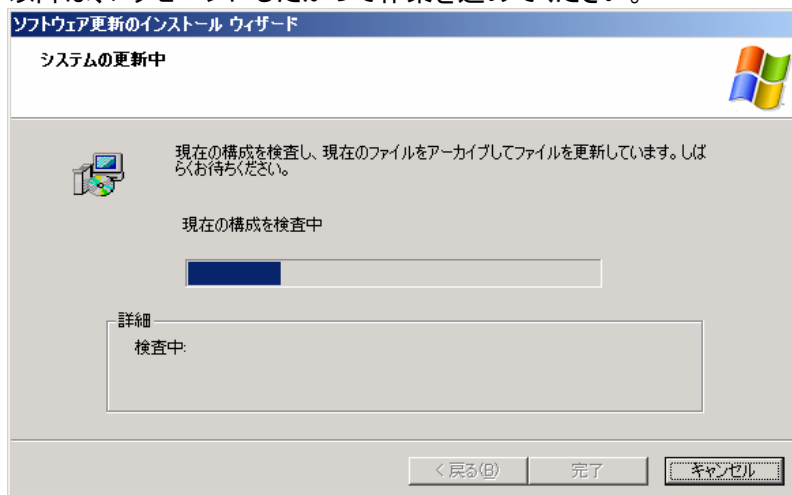 ソフトウェア更新のインストール ウィザード
システムの更新中
現在の構成を検査し、現在のファイルをアーカイブしてファイルを更新しています。しば
らくお待ちください。
現在の構成を検査中
詳細
検査中:
< 戻る(B)
完了
キャンセル